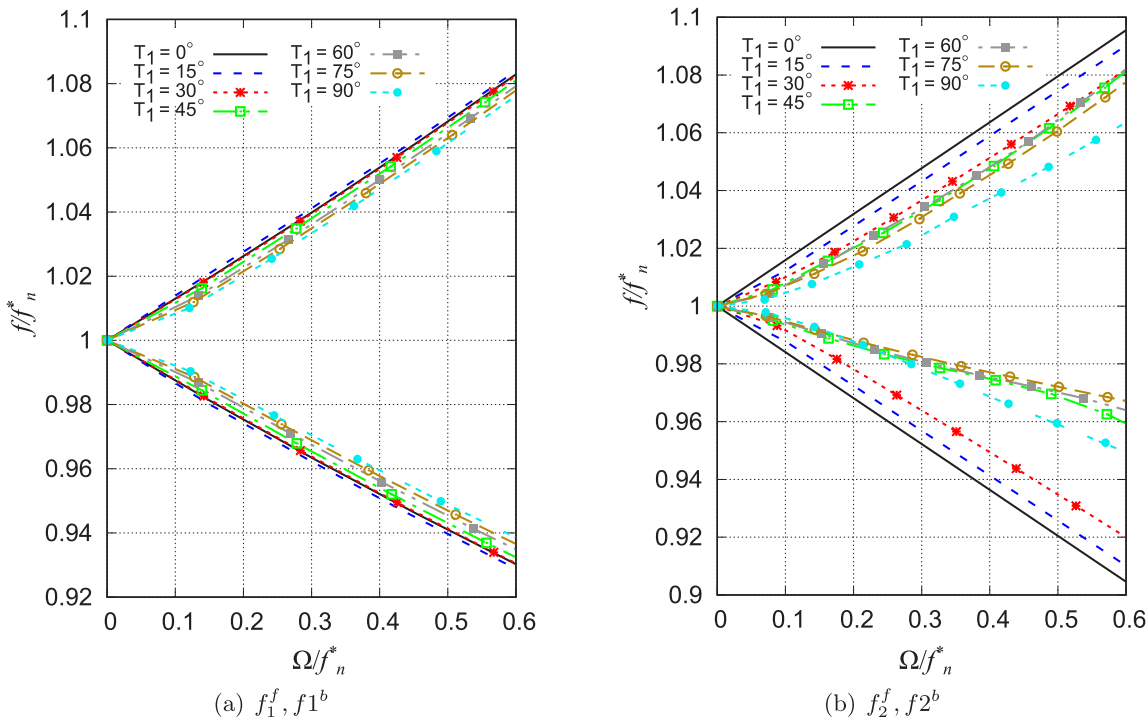 1.1
1.08
1.06
1.04
1.02
1
0.98
0.96
0.94
0.92
0 0.1 0.2 0.3 0.4 0.5 0.6
f/f*n
Ω/f*n
T1 = 0°
T1 = 15°
T1 = 30°
T1 = 45°
T1 = 60°
T1 = 75°
T1 = 90°
(a) f1^f, f1^b
1.1
1.08
1.06
1.04
1.02
1
0.98
0.96
0.94
0.92
0.9
0 0.1 0.2 0.3 0.4 0.5 0.6
f/f*n
Ω/f*n
T1 = 0°
T1 = 15°
T1 = 30°
T1 = 45°
T1 = 60°
T1 = 75°
T1 = 90°
(b) f2^f, f2^b